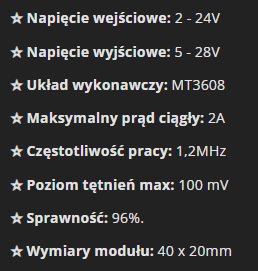 ☆ Napięcie wejściowe: 2 - 24V
☆ Napięcie wyjściowe: 5 - 28V
☆ Układ wykonawczy: MT3608
☆ Maksymalny prąd ciągły: 2A
☆ Częstotliwość pracy: 1,2MHz
☆ Poziom tętnień max: 100 mV
☆ Sprawność: 96%.
☆ Wymiary modułu: 40 x 20mm